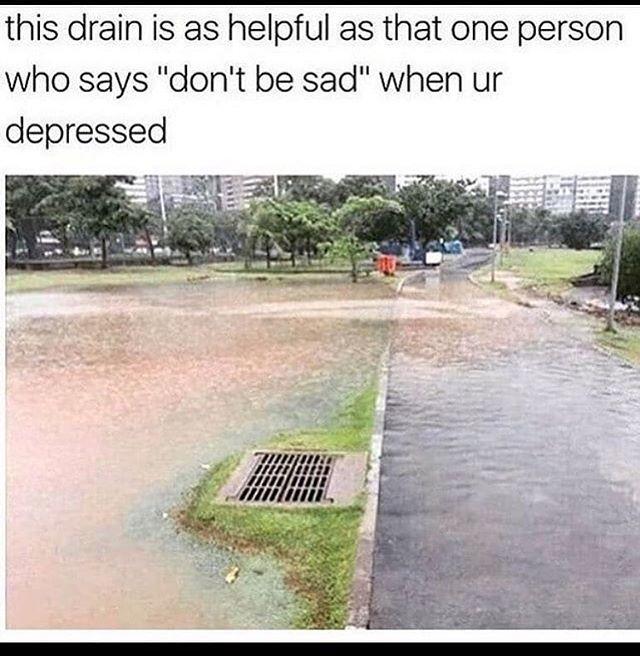 this drain is as helpful as that one person
who says "don't be sad" when ur
depressed